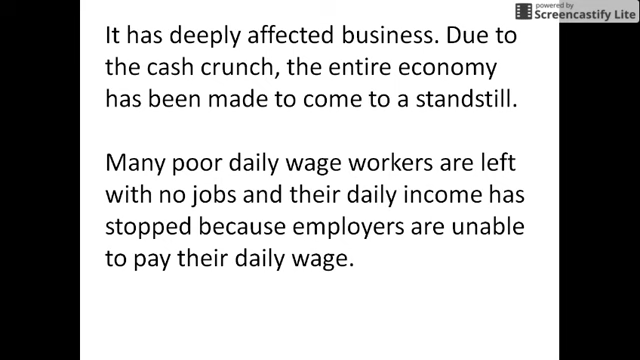 powered by
Screencastify Lite
It has deeply affected business. Due to
the cash crunch, the entire economy
has been made to come to a standstill.
Many poor daily wage workers are left
with no jobs and their daily income has
stopped because employers are unable
to pay their daily wage.